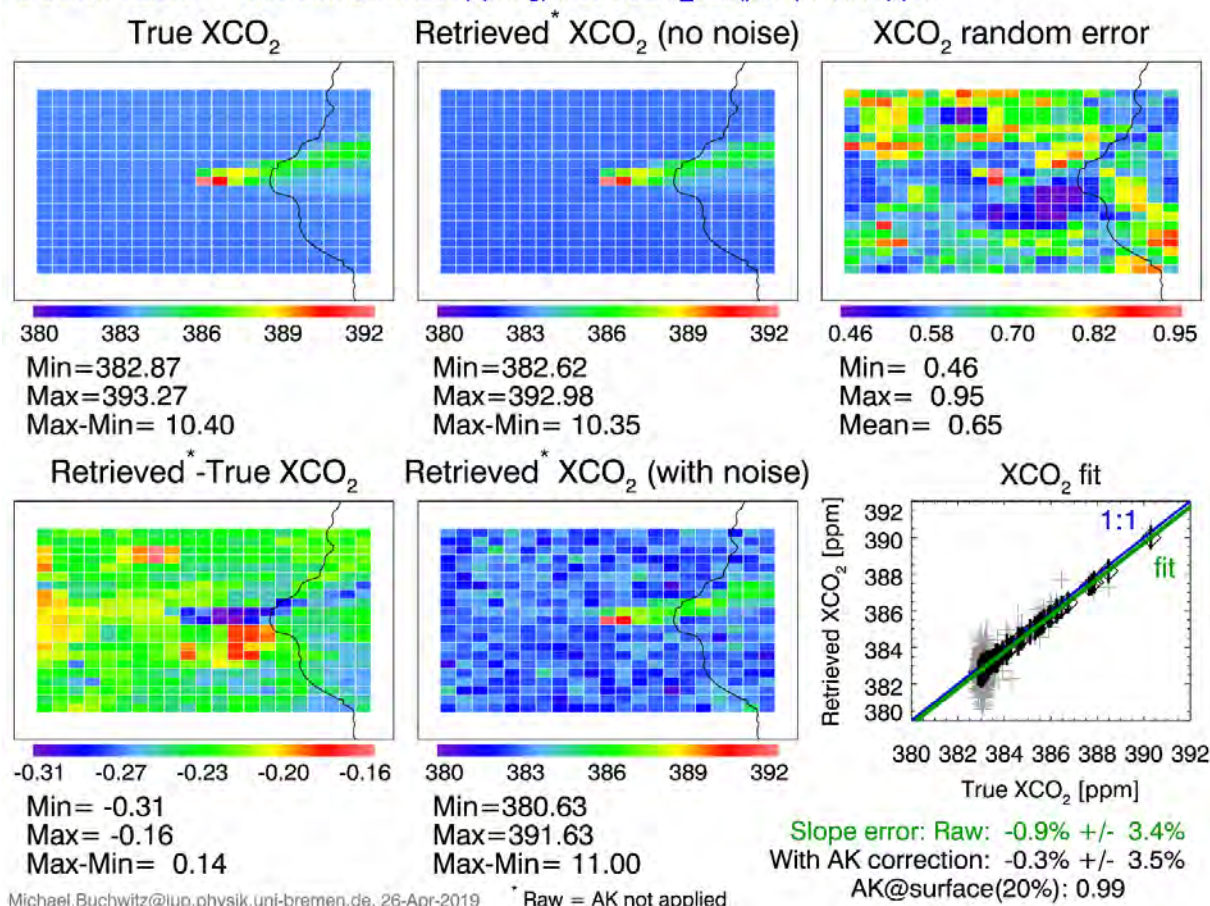 True XCO2
380 383 386 389 392
Min=382.87
Max=393.27
Max-Min= 10.40
Retrieved* XCO2 (no noise)
380 383 386 389 392
Min=382.62
Max=392.98
Max-Min= 10.35
XCO2 random error
0.46 0.58 0.70 0.82 0.95
Min= 0.46
Max= 0.95
Mean= 0.65
Retrieved*-True XCO2
-0.31 -0.27 -0.23 -0.20 -0.16
Min= -0.31
Max= -0.16
Max-Min= 0.14
Retrieved* XCO2 (with noise)
380 383 386 389 392
Min=380.63
Max=391.63
Max-Min= 11.00
XCO2 fit
Retrieved XCO2 [ppm]
392
390
388
386
384
382
380
1:1
fit
380 382 384 386 388 390 392
True XCO2 [ppm]
Slope error: Raw: -0.9% +/- 3.4%
With AK correction: -0.3% +/- 3.5%
AK@surface(20%): 0.99
Michael.Buchwitz@iup.physik.uni-bremen.de, 26-Apr-2019
* Raw = AK not applied